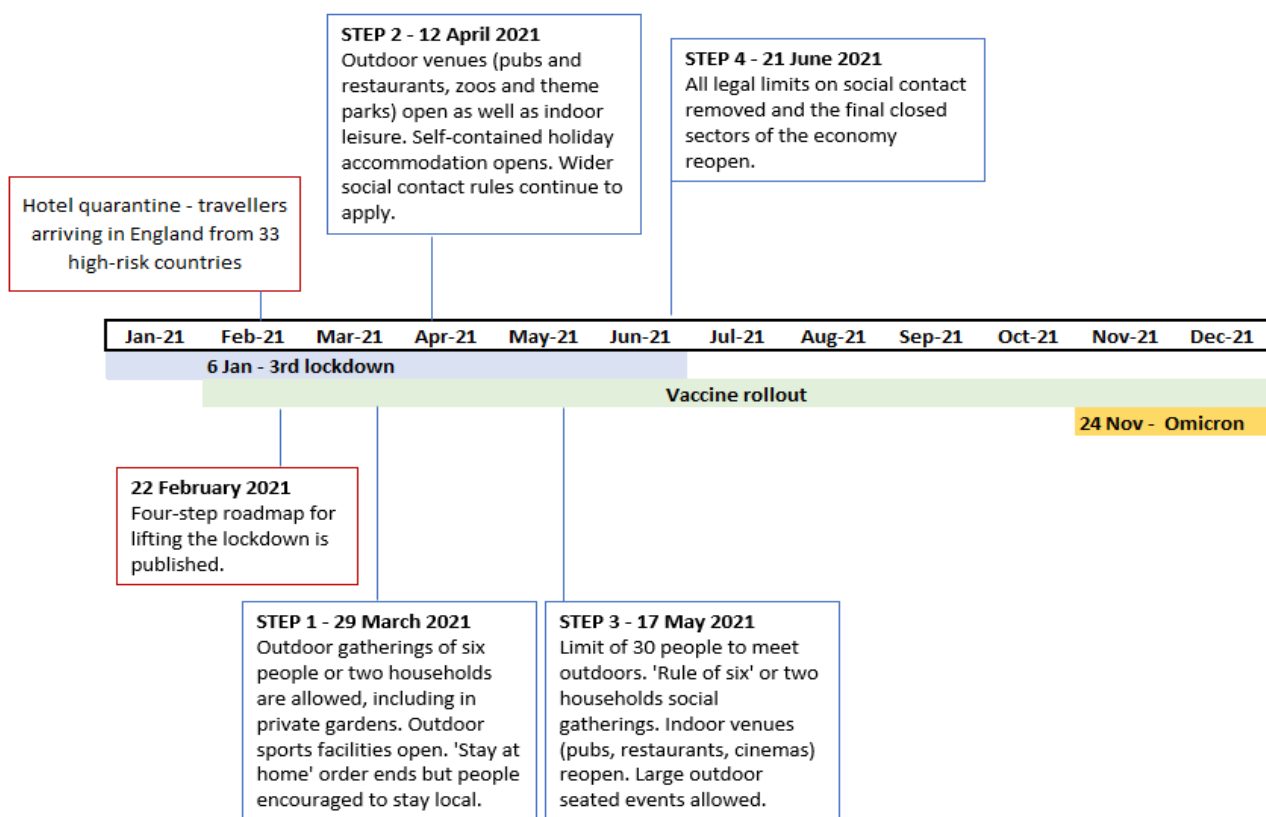 STEP 2 - 12 April 2021
Outdoor venues (pubs and
restaurants, zoos and theme
parks) open as well as indoor
leisure. Self-contained holiday
accommodation opens. Wider
social contact rules continue to
apply.
STEP 4 - 21 June 2021
All legal limits on social contact
removed and the final closed
sectors of the economy
reopen.
Hotel quarantine - travellers
arriving in England from 33
high-risk countries
Jan-21 Feb-21 Mar-21 Apr-21 May-21 Jun-21 Jul-21 Aug-21 Sep-21 Oct-21 Nov-21 Dec-21
6 Jan - 3rd lockdown
Vaccine rollout
24 Nov - Omicron
22 February 2021
Four-step roadmap for
lifting the lockdown is
published.
STEP 1 - 29 March 2021
Outdoor gatherings of six
people or two households
are allowed, including in
private gardens. Outdoor
sports facilities open. 'Stay at
home' order ends but people
encouraged to stay local.
STEP 3 - 17 May 2021
Limit of 30 people to meet
outdoors. 'Rule of six' or two
households social
gatherings. Indoor venues
(pubs, restaurants, cinemas)
reopen. Large outdoor
seated events allowed.